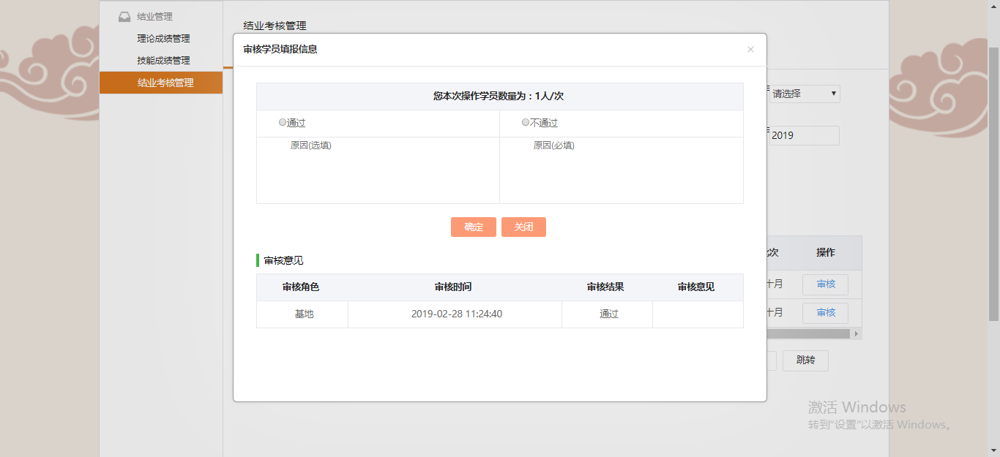 结业管理
理论成绩管理
技能成绩管理
结业考核管理
结业考核管理
审核学员填报信息
×
您本次操作学员数量为：1人/次
通过
不通过
原因(选填)
原因(必填)
确定
关闭
审核意见
审核角色
审核时间
审核结果
审核意见
基地
2019-02-28 11:24:40
通过
请选择
2019
次
操作
十月
审核
十月
审核
跳转
激活 Windows
转到"设置"以激活 Windows。